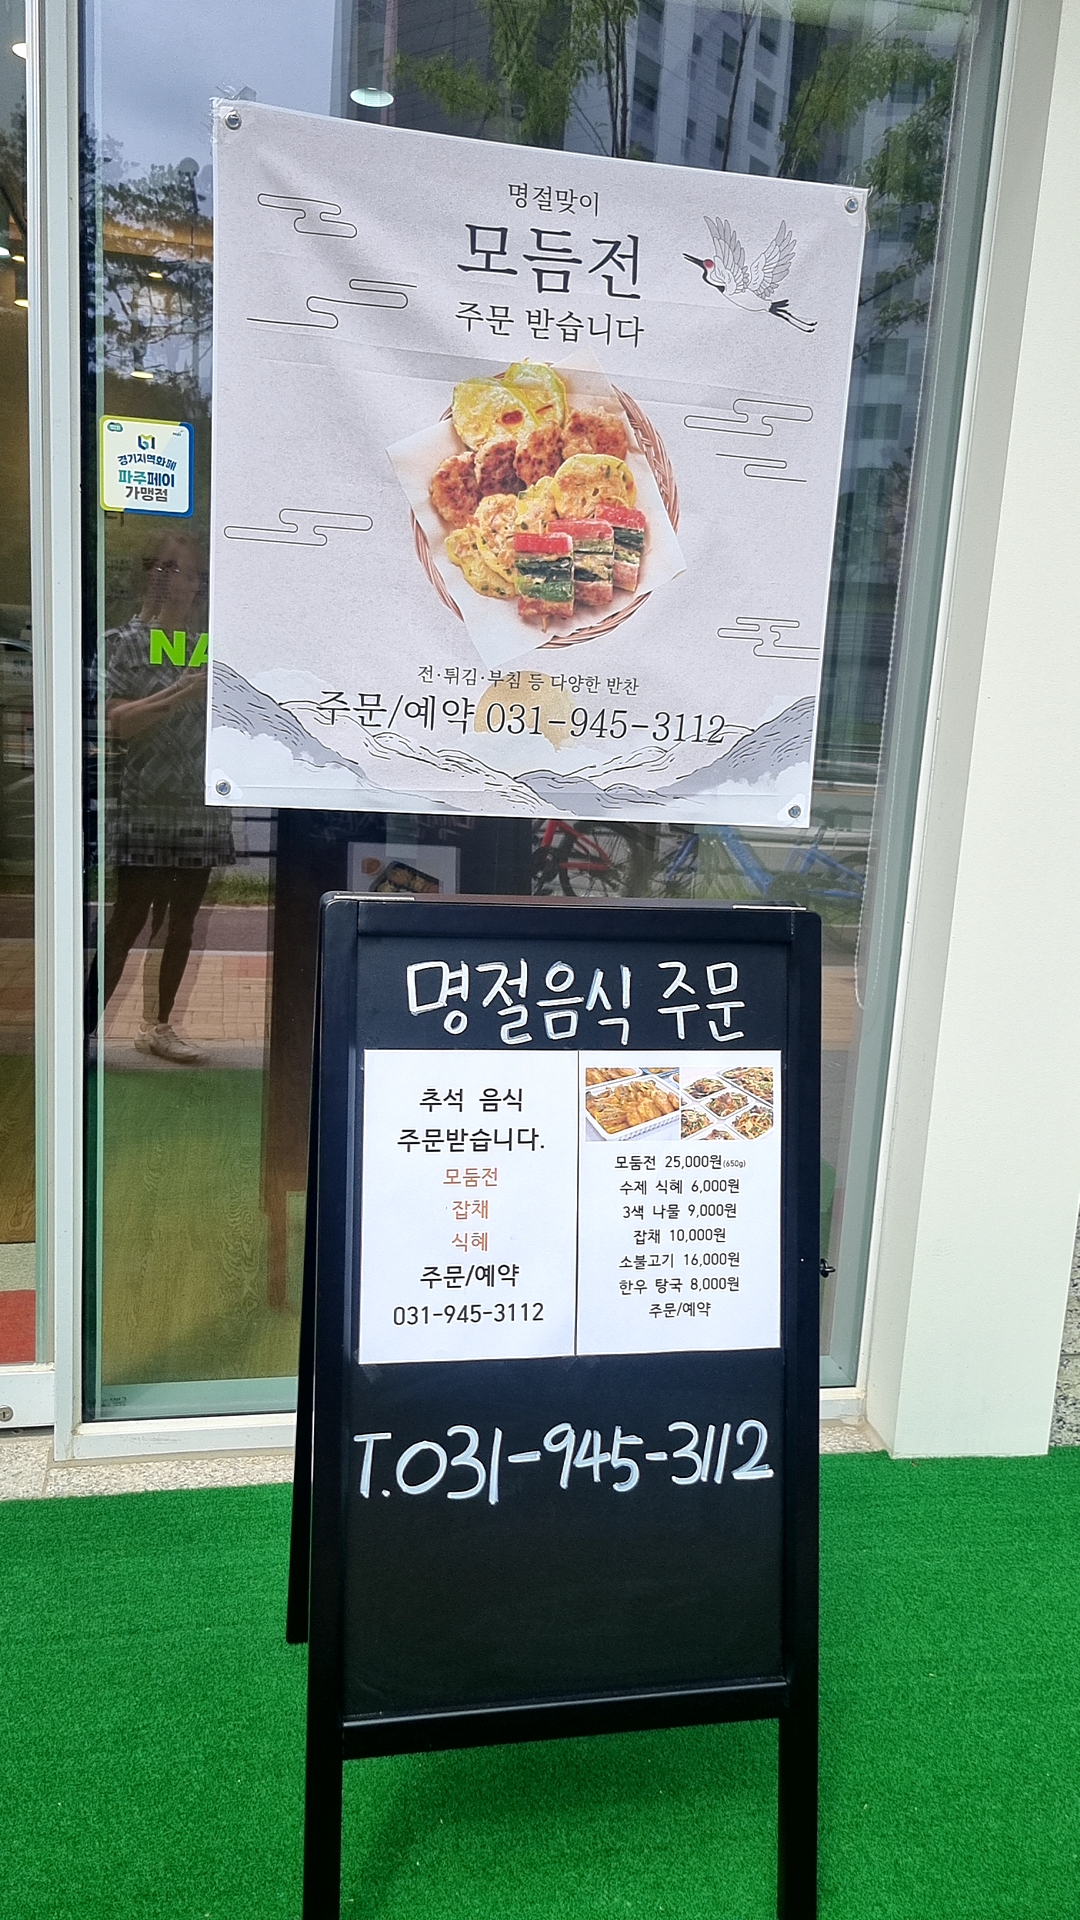 명절맞이
모듬전
주문 받습니다
전·튀김·부침 등 다양한 반찬
주문/예약 031-945-3112
경기지역화폐
파주페이
가맹점
NA
명절음식 주문
추석 음식
주문받습니다.
모둠전
잡채
식혜
주문/예약
031-945-3112
모둠전 25,000원(650g)
수제 식혜 6,000원
3색 나물 9,000원
잡채 10,000원
소불고기 16,000원
한우 탕국 8,000원
주문/예약
T.031-945-3112